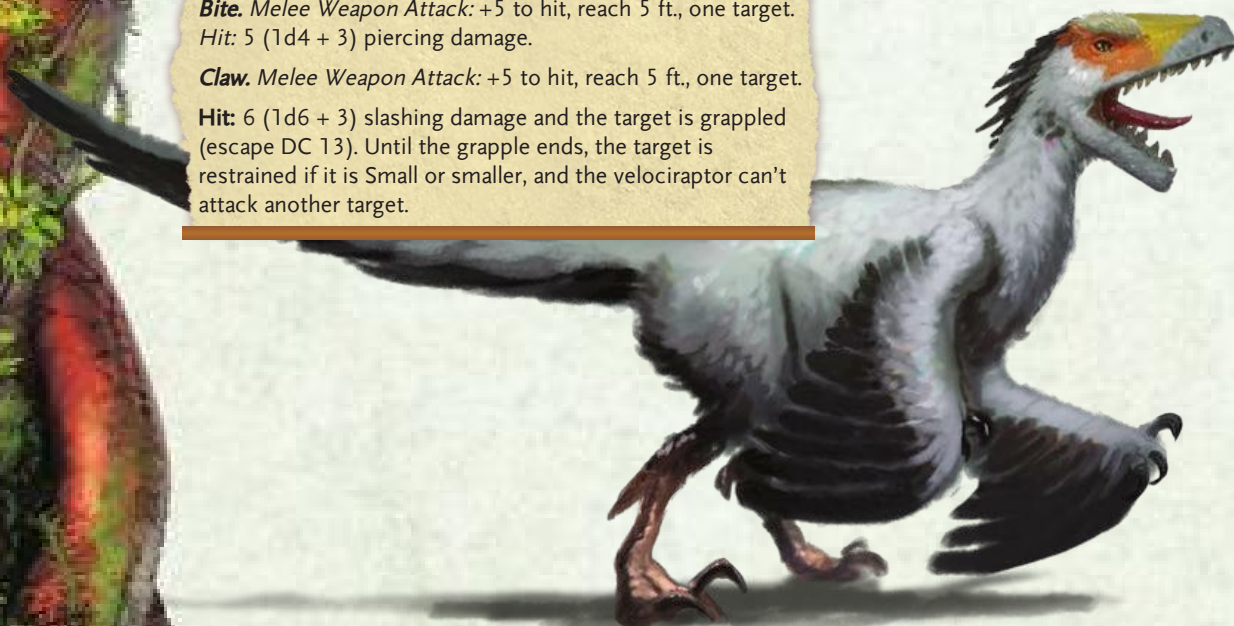 Bite. Melee Weapon Attack: +5 to hit, reach 5 ft., one target.
Hit: 5 (1d4 + 3) piercing damage.
Claw. Melee Weapon Attack: +5 to hit, reach 5 ft., one target.
Hit: 6 (1d6 + 3) slashing damage and the target is grappled
(escape DC 13). Until the grapple ends, the target is
restrained if it is Small or smaller, and the velociraptor can’t
attack another target.